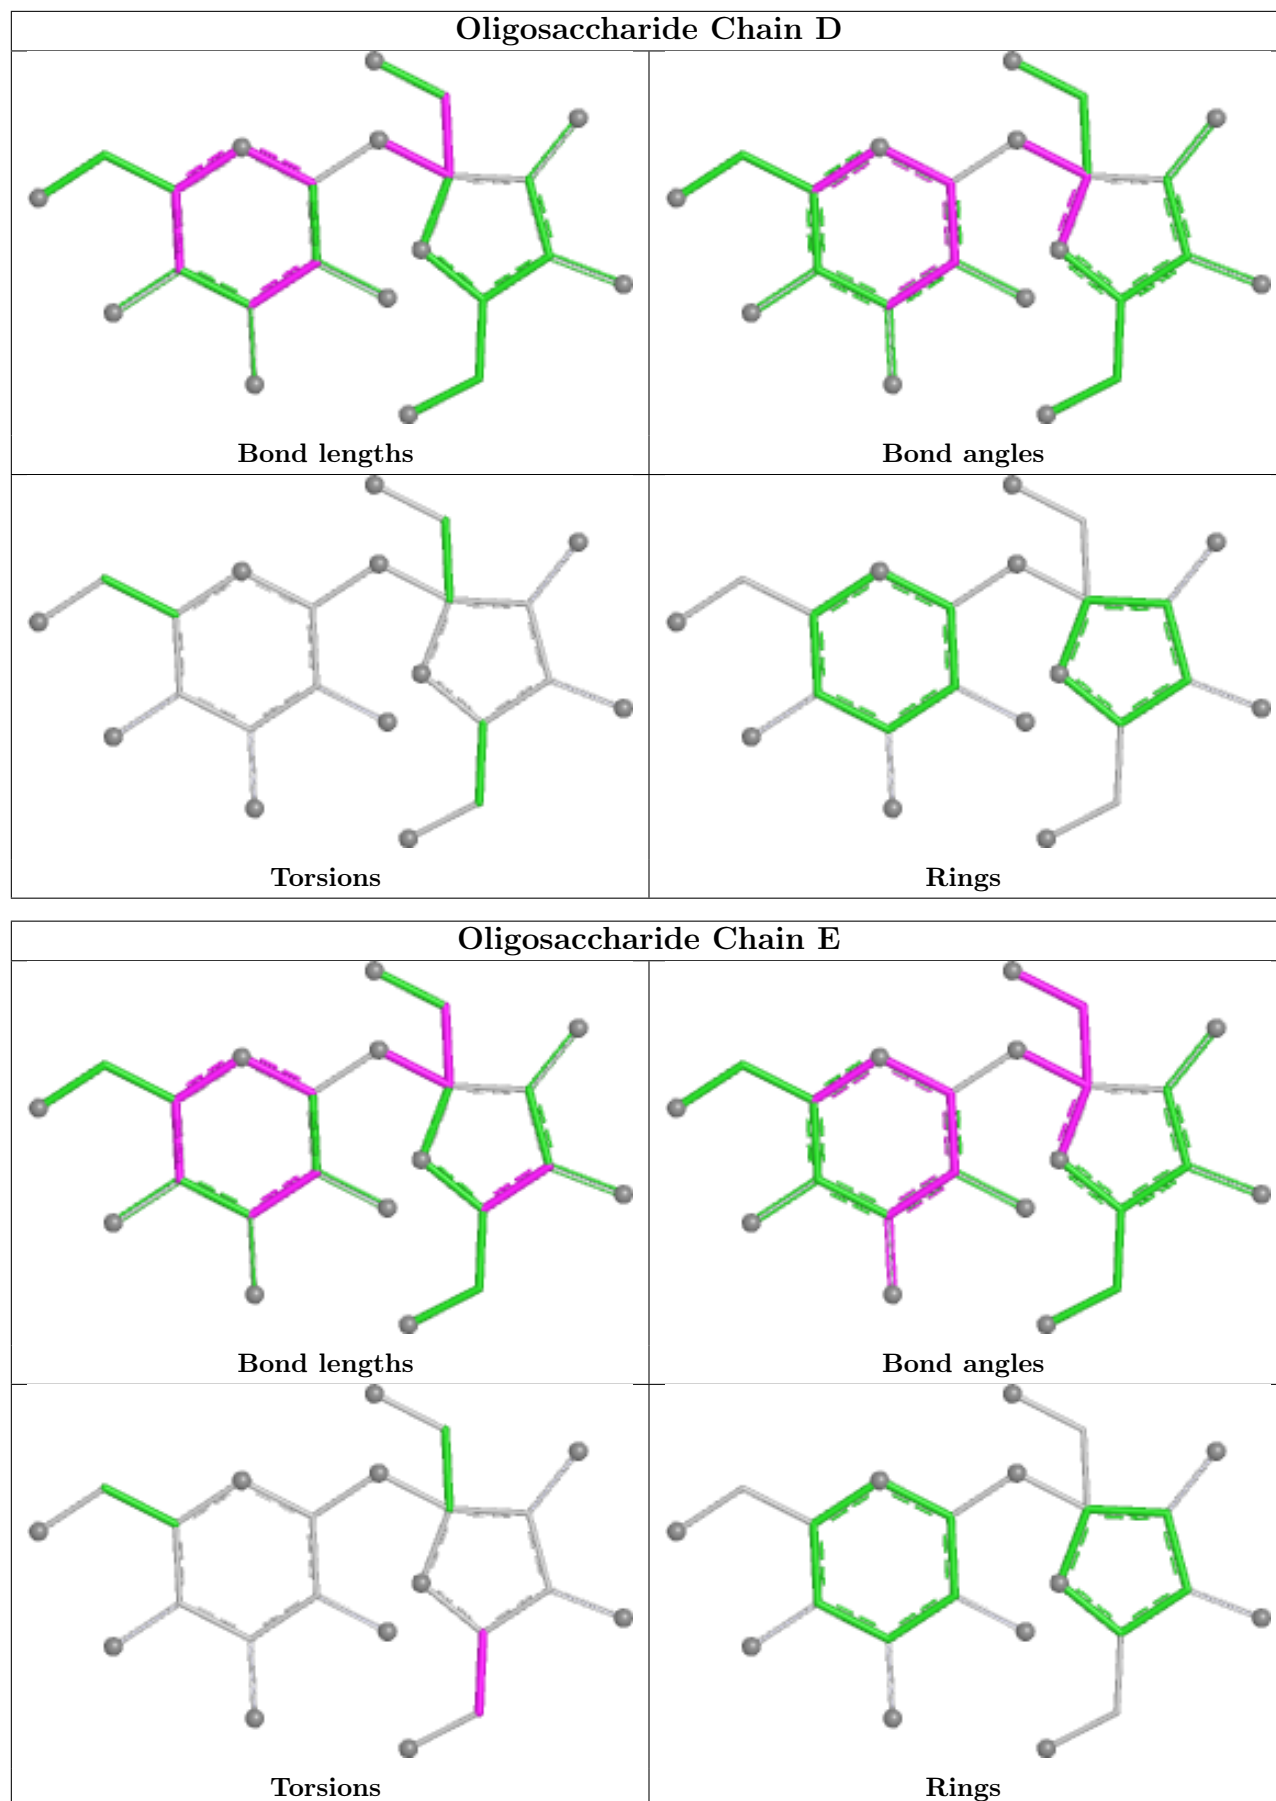 Oligosaccharide Chain D
Bond lengths
Bond angles
Torsions
Rings
Oligosaccharide Chain E
Bond lengths
Bond angles
Torsions
Rings